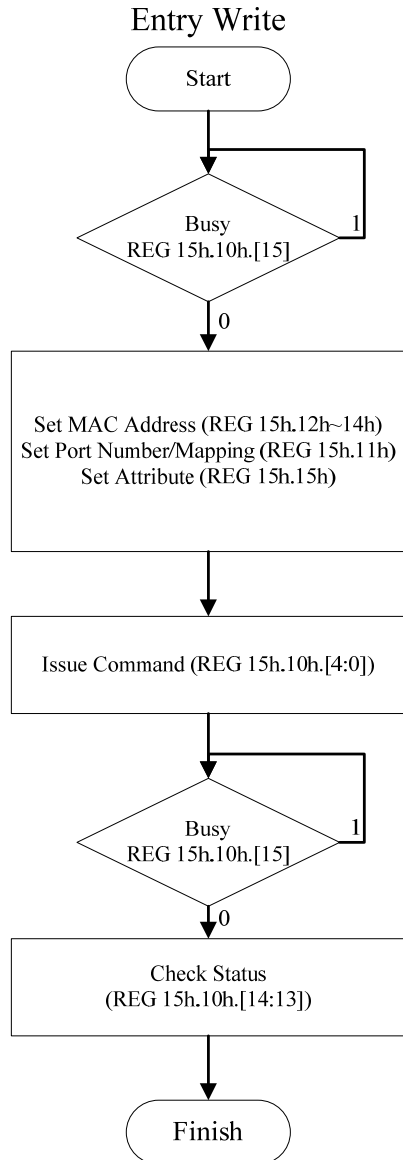 Entry Write
Start
Busy
REG 15h.10h.[15]
1
0
Set MAC Address (REG 15h.12h~14h)
Set Port Number/Mapping (REG 15h.11h)
Set Attribute (REG 15h.15h)
Issue Command (REG 15h.10h.[4:0])
Busy
REG 15h.10h.[15]
1
0
Check Status
(REG 15h.10h.[14:13])
Finish